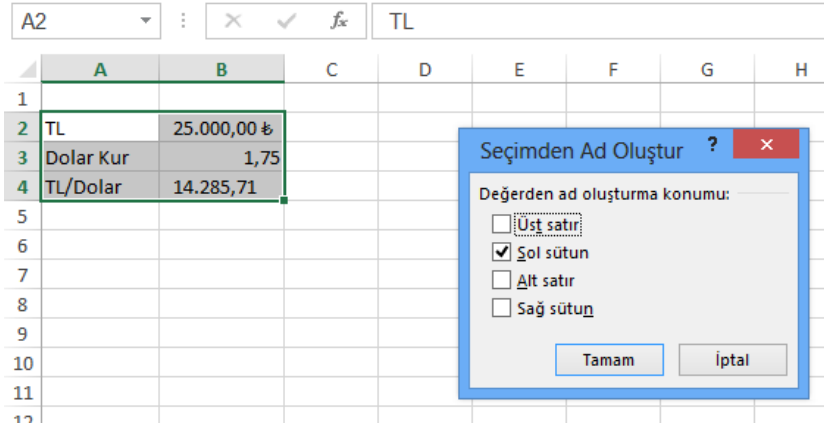 A2 fx TL
A B C D E F G H
1
2 TL 25.000,00 ₺
3 Dolar Kur 1,75
4 TL/Dolar 14.285,71
5
6
7
8
9
10
11
12
Seçimden Ad Oluştur ? ×
Değerden ad oluşturma konumu:
Üst satır
Sol sütun
Alt satır
Sağ sütun
Tamam İptal